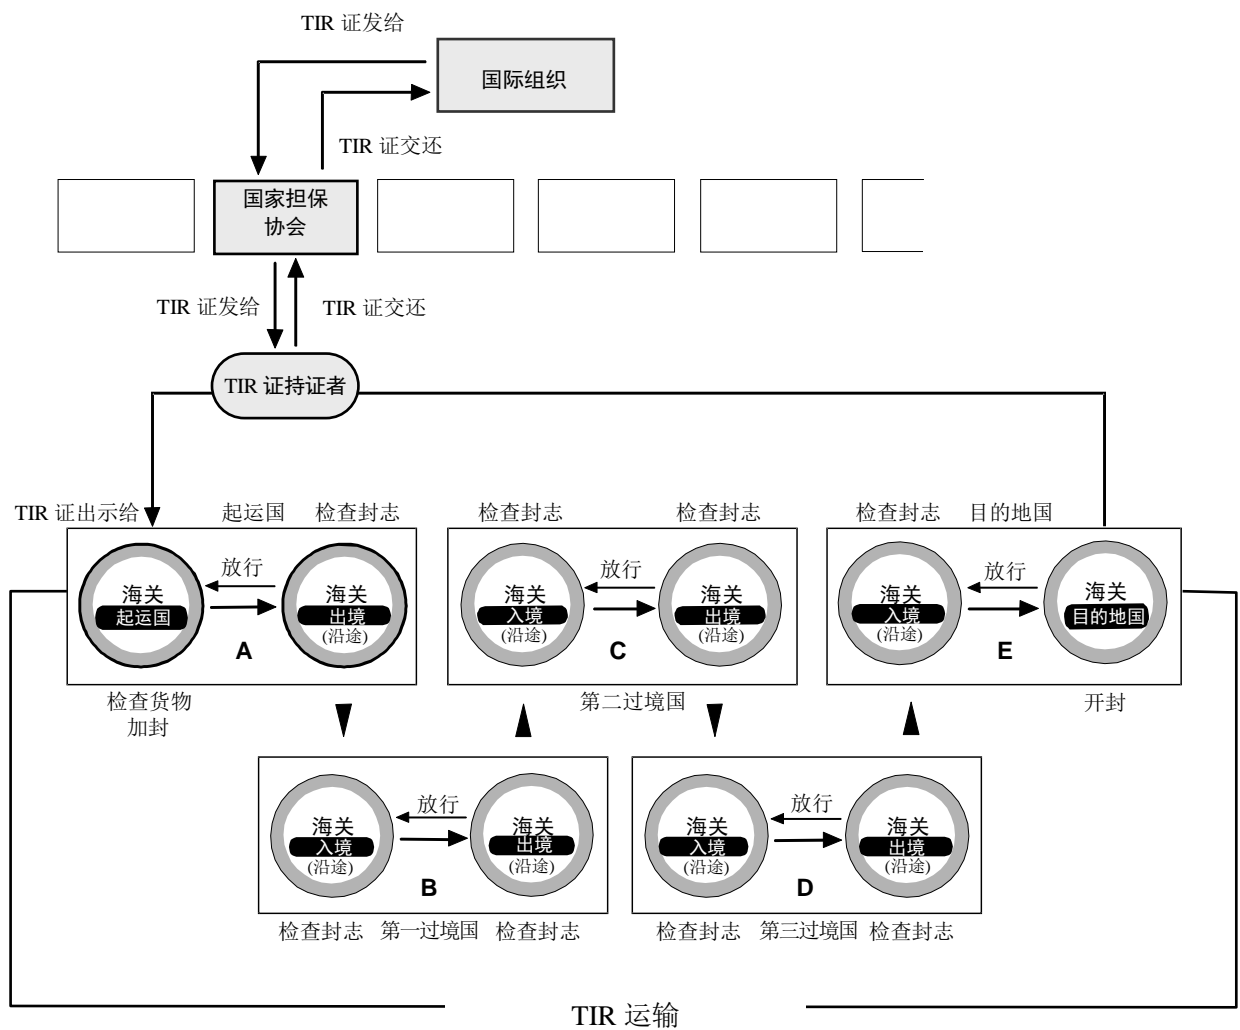 TIR 证发给
国际组织
TIR 证交还
国家担保
协会
TIR 证发给
TIR 证交还
TIR 证持证者
TIR 证出示给
起运国
检查封志
检查封志
检查封志
检查封志
目的地国
海关
起运国
放行
海关
出境
(沿途)
A
海关
入境
(沿途)
放行
海关
出境
(沿途)
C
海关
入境
(沿途)
放行
海关
目的地国
E
检查货物
加封
第二过境国
开封
海关
入境
(沿途)
放行
海关
出境
(沿途)
B
海关
入境
(沿途)
放行
海关
出境
(沿途)
D
检查封志
第一过境国
检查封志
检查封志
第三过境国
检查封志
TIR 运输